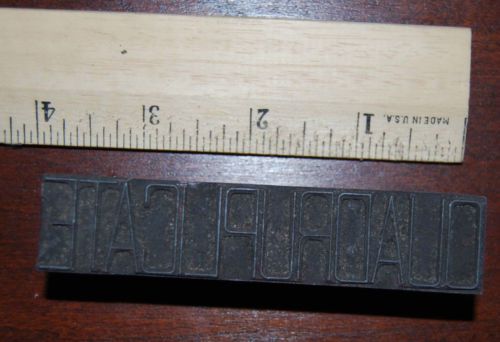 4 3 2 1 MADE IN U.S.A.
QUADRUPLICATE